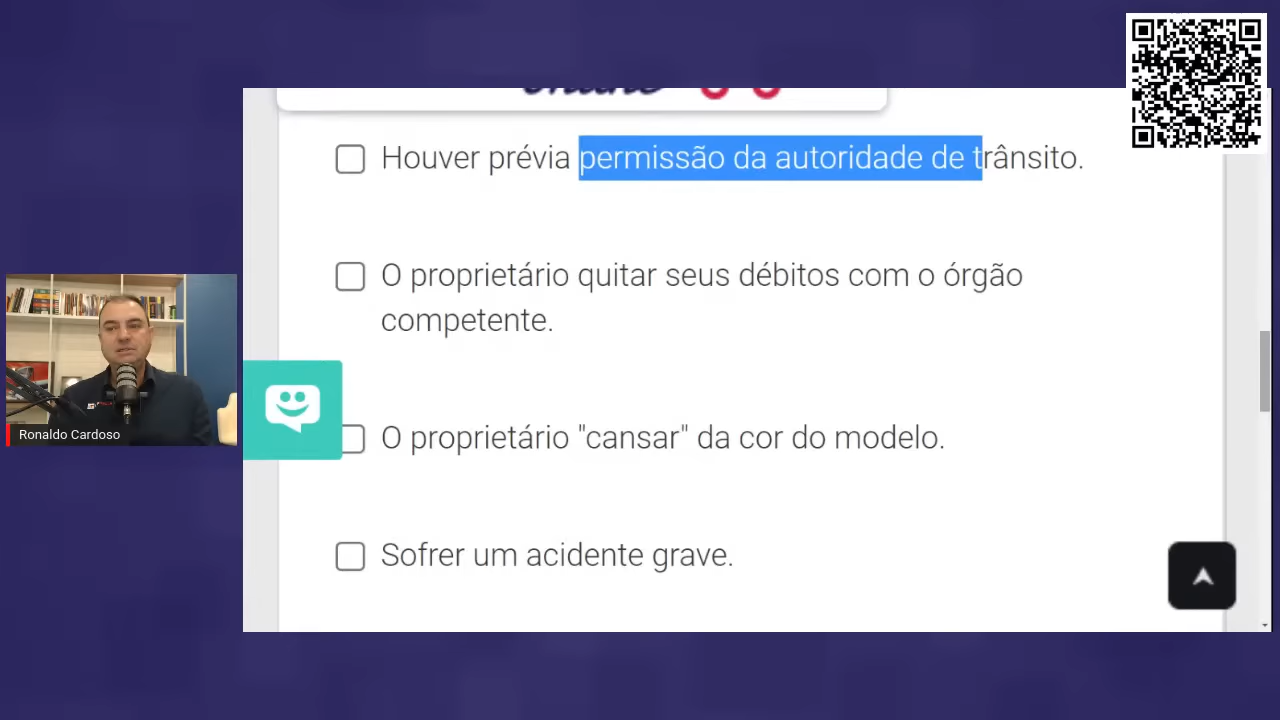 Houver prévia permissão da autoridade de trânsito.
O proprietário quitar seus débitos com o órgão
competente.
O proprietário "cansar" da cor do modelo.
Sofrer um acidente grave.
Ronaldo Cardoso